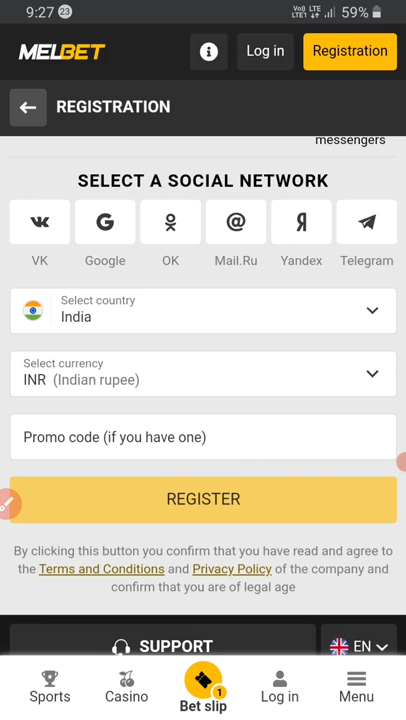 9:27 23 Vo)) LTE LTE1 59%
MELBET i Log in Registration
REGISTRATION
messengers
SELECT A SOCIAL NETWORK
VK Google OK Mail.Ru Yandex Telegram
Select country
India
Select currency
INR (Indian rupee)
Promo code (if you have one)
REGISTER
By clicking this button you confirm that you have read and agree to
the Terms and Conditions and Privacy Policy of the company and
confirm that you are of legal age
SUPPORT EN
1
Sports Casino Bet slip Log in Menu